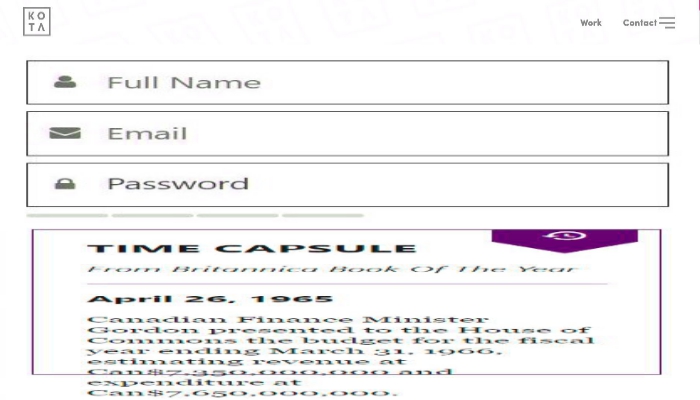 KO
TA
Work Contact
Full Name
Email
Password
TIME CAPSULE
From Britannica Book Of The Year
April 26, 1965
Canadian Finance Minister
Gordon presented to the House of
Commons the budget for the fiscal
year ending March 31, 1966,
estimating revenue at
Can$7,350,000,000 and
expenditure at
Can$7,650,000,000.